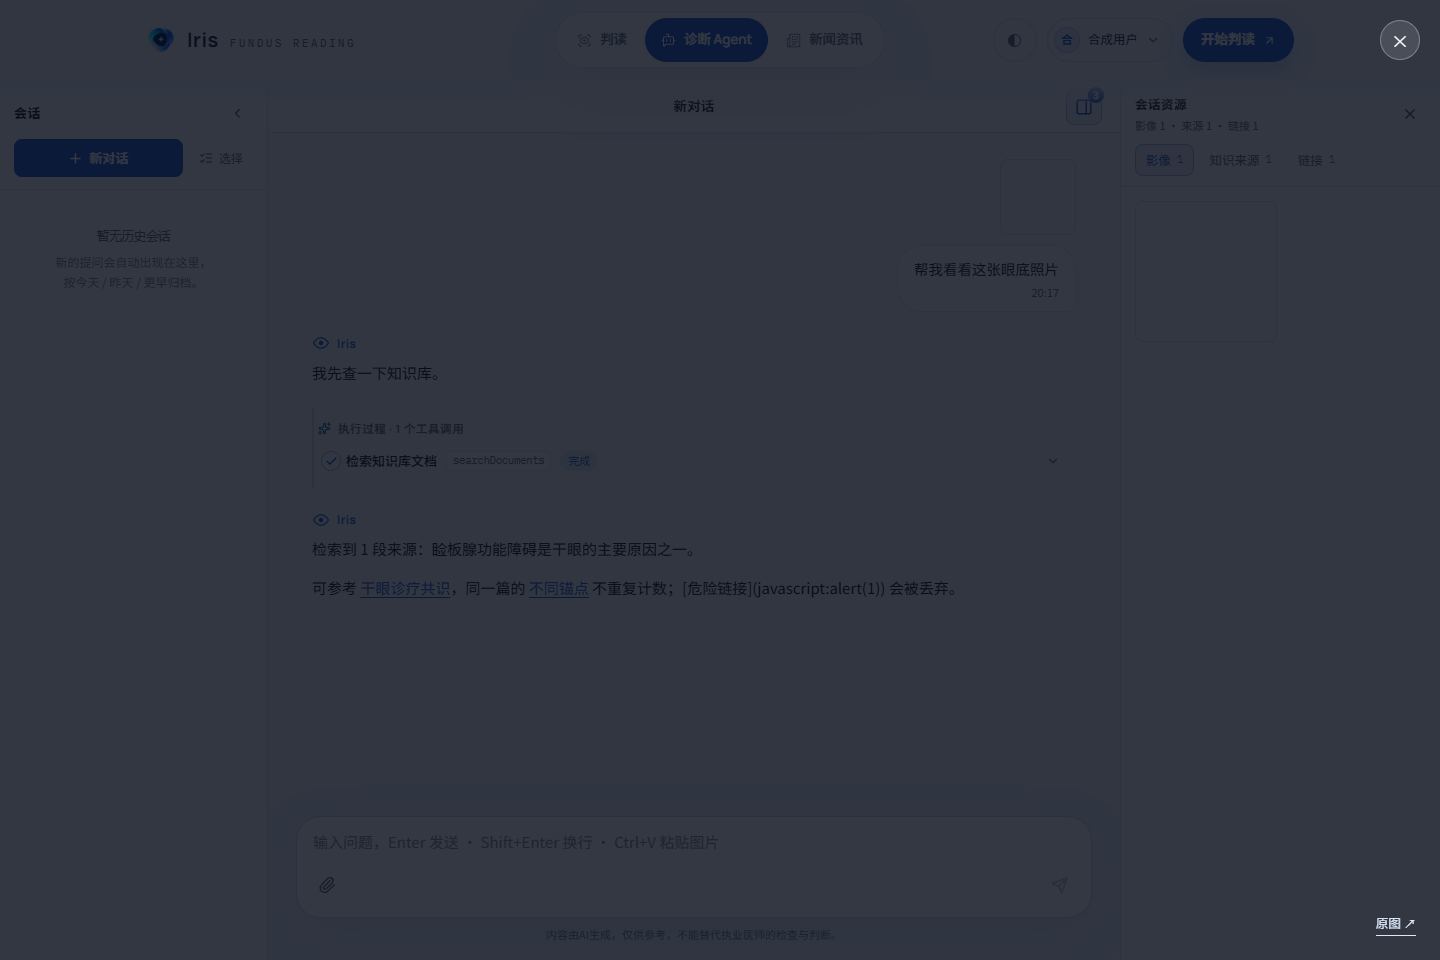 Iris FUNDUS READING
判读
诊断 Agent
新闻资讯
合 合成用户
开始判读
会话
新对话
选择
暂无历史会话
新的提问会自动出现在这里，
按今天 / 昨天 / 更早归档。
新对话
3
帮我看看这张眼底照片
20:17
Iris
我先查一下知识库。
执行过程 · 1 个工具调用
检索知识库文档 searchDocuments 完成
Iris
检索到 1 段来源：睑板腺功能障碍是干眼的主要原因之一。
可参考 干眼诊疗共识，同一篇的 不同锚点 不重复计数；[危险链接](javascript:alert(1)) 会被丢弃。
输入问题，Enter 发送 · Shift+Enter 换行 · Ctrl+V 粘贴图片
内容由AI生成，仅供参考，不能替代执业医师的检查与判断。
会话资源
影像 1 · 来源 1 · 链接 1
影像 1
知识来源 1
链接 1
原图 ↗